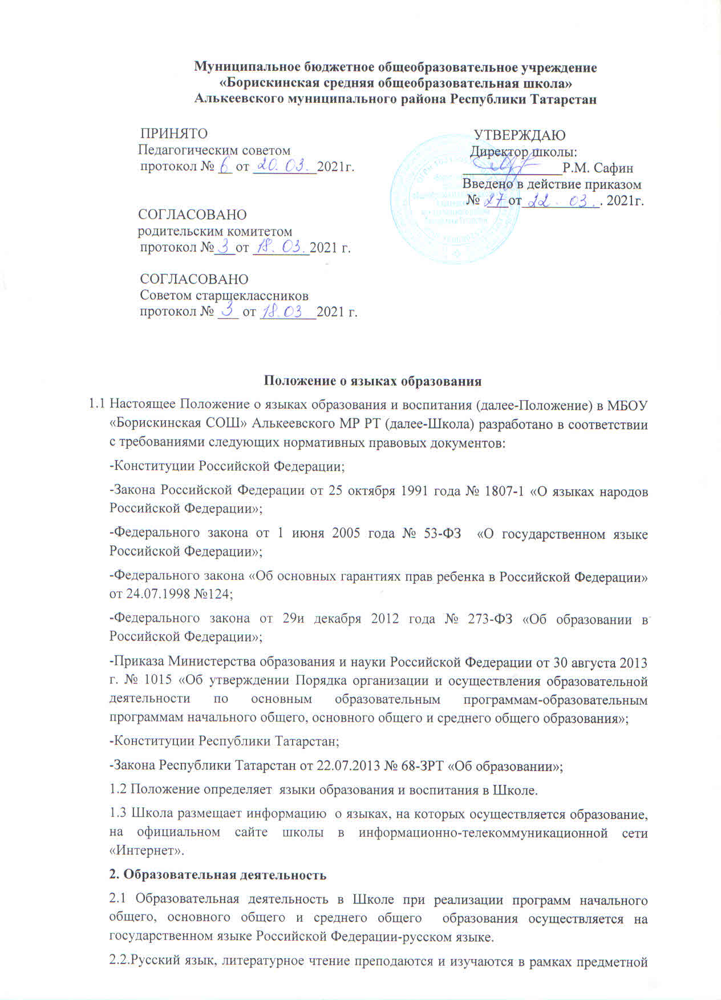 Муниципальное бюджетное общеобразовательное учреждение
«Борискинская средняя общеобразовательная школа»
Алькеевского муниципального района Республики Татарстан
ПРИНЯТО
Педагогическим советом
протокол № 6 от 20.03.2021г.
УТВЕРЖДАЮ
Директор школы:
Р.М. Сафин
Введено в действие приказом
№ 27 от 22.03.. 2021г.
СОГЛАСОВАНО
родительским комитетом
протокол № 3 от 18.03.2021 г.
СОГЛАСОВАНО
Советом старшеклассников
протокол № 3 от 18.03 2021 г.
Положение о языках образования
1.1 Настоящее Положение о языках образования и воспитания (далее-Положение) в МБОУ
«Борискинская СОШ» Алькеевского МР РТ (далее-Школа) разработано в соответствии
с требованиями следующих нормативных правовых документов:
-Конституции Российской Федерации;
-Закона Российской Федерации от 25 октября 1991 года № 1807-1 «О языках народов
Российской Федерации»;
-Федерального закона от 1 июня 2005 года № 53-ФЗ «О государственном языке
Российской Федерации»;
-Федерального закона «Об основных гарантиях прав ребенка в Российской Федерации»
от 24.07.1998 №124;
-Федерального закона от 29и декабря 2012 года № 273-ФЗ «Об образовании в
Российской Федерации»;
-Приказа Министерства образования и науки Российской Федерации от 30 августа 2013
г. № 1015 «Об утверждении Порядка организации и осуществления образовательной
деятельности по основным образовательным программам-образовательным
программам начального общего, основного общего и среднего общего образования»;
-Конституции Республики Татарстан;
-Закона Республики Татарстан от 22.07.2013 № 68-ЗРТ «Об образовании»;
1.2 Положение определяет языки образования и воспитания в Школе.
1.3 Школа размещает информацию о языках, на которых осуществляется образование,
на официальном сайте школы в информационно-телекоммуникационной сети
«Интернет».
2. Образовательная деятельность
2.1 Образовательная деятельность в Школе при реализации программ начального
общего, основного общего и среднего общего образования осуществляется на
государственном языке Российской Федерации-русском языке.
2.2.Русский язык, литературное чтение преподаются и изучаются в рамках предметной